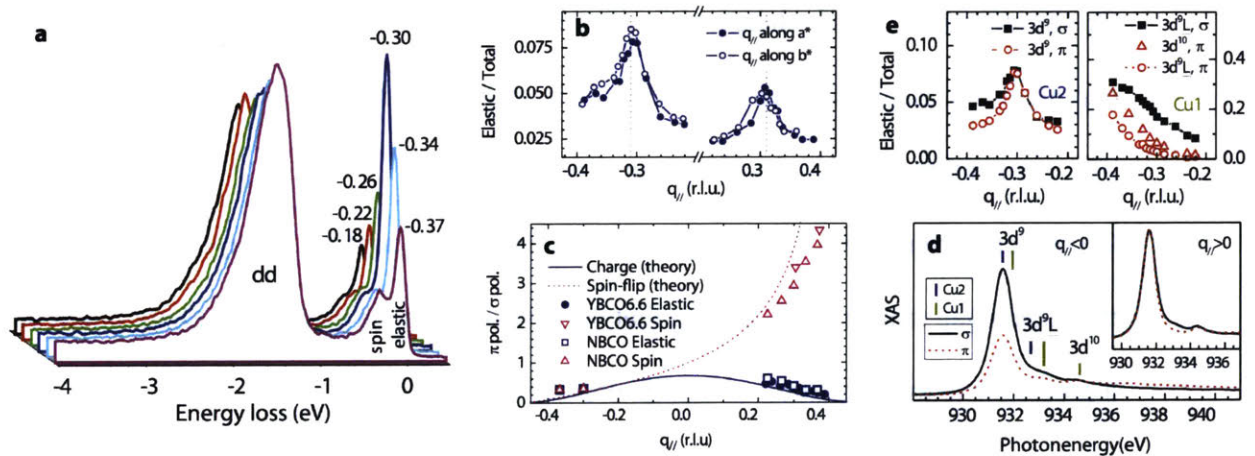 a
-0.30
-0.34
-0.37
-0.26
-0.22
-0.18
dd
spin
elastic
-4 -3 -2 -1 0
Energy loss (eV)
b
q// along a*
q// along b*
Elastic / Total
0.075
0.050
0.025
-0.4 -0.3 0.3 0.4
q// (r.l.u.)
c
π pol. / σ pol.
4
3
2
1
0
Charge (theory)
Spin-flip (theory)
YBCO6.6 Elastic
YBCO6.6 Spin
NBCO Elastic
NBCO Spin
-0.4 -0.2 0.0 0.2 0.4
q// (r.l.u)
e
Elastic / Total
0.10
0.05
0.00
3d⁹, σ
3d⁹, π
Cu2
-0.4 -0.3 -0.2
q// (r.l.u.)
3d⁹L, σ
3d¹⁰, π
3d⁹L, π
Cu1
0.4
0.2
0.0
-0.4 -0.3 -0.2
q// (r.l.u.)
d
XAS
3d⁹
q//<0
Cu2
Cu1
σ
π
3d⁹L
3d¹⁰
q//>0
930 932 934 936
930 932 934 936 938 940
Photonenergy(eV)